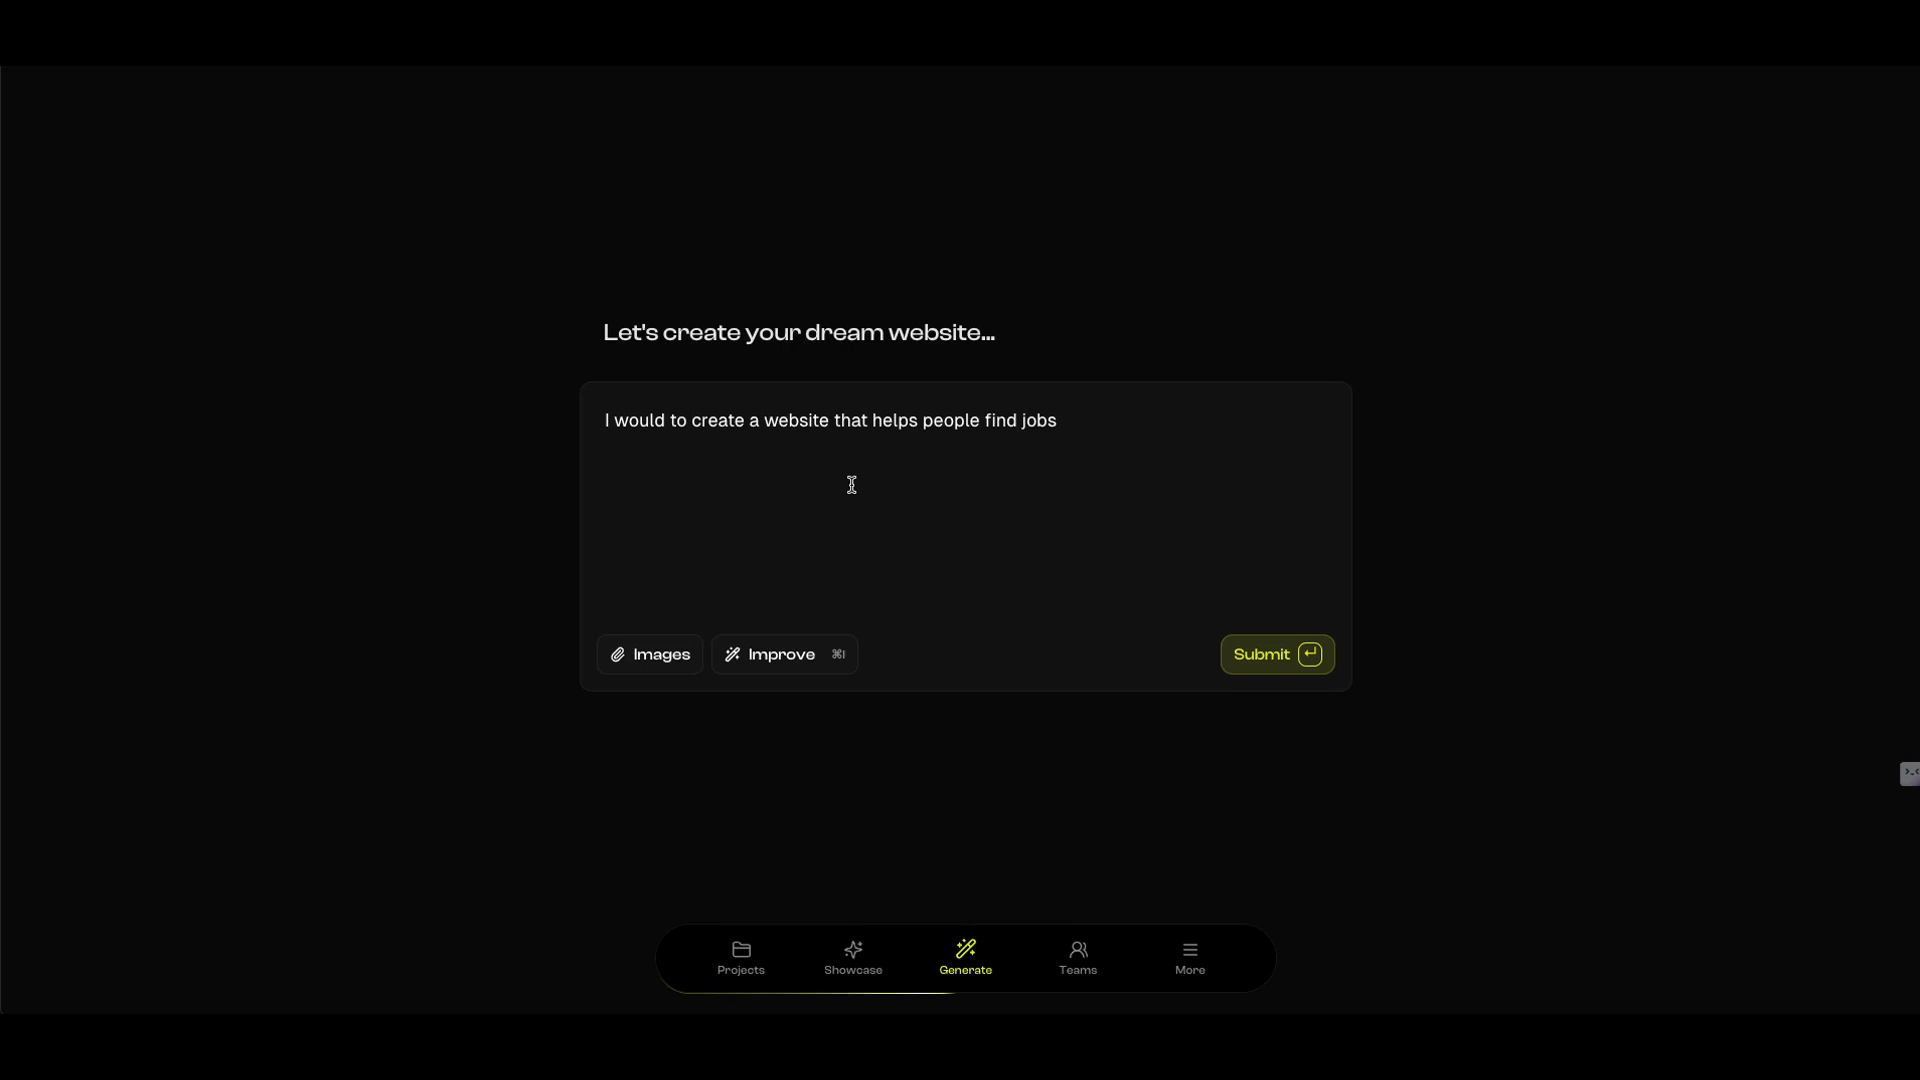 Let's create your dream website...
I would to create a website that helps people find jobs
Images
Improve ⌘I
Submit
Projects
Showcase
Generate
Teams
More